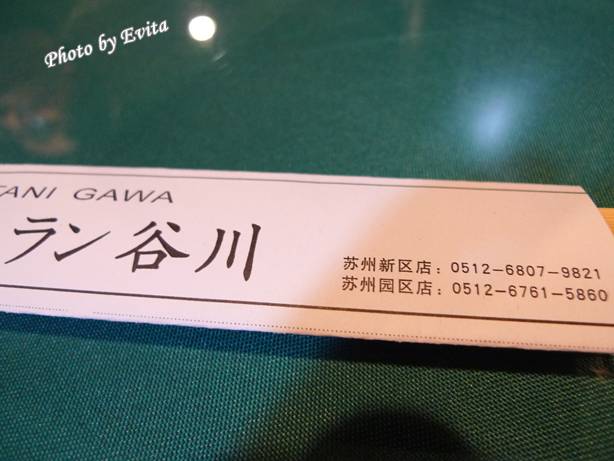 Photo by Evita
TANI GAWA
ラン谷川
苏州新区店：0512-6807-9821
苏州园区店：0512-6761-5860